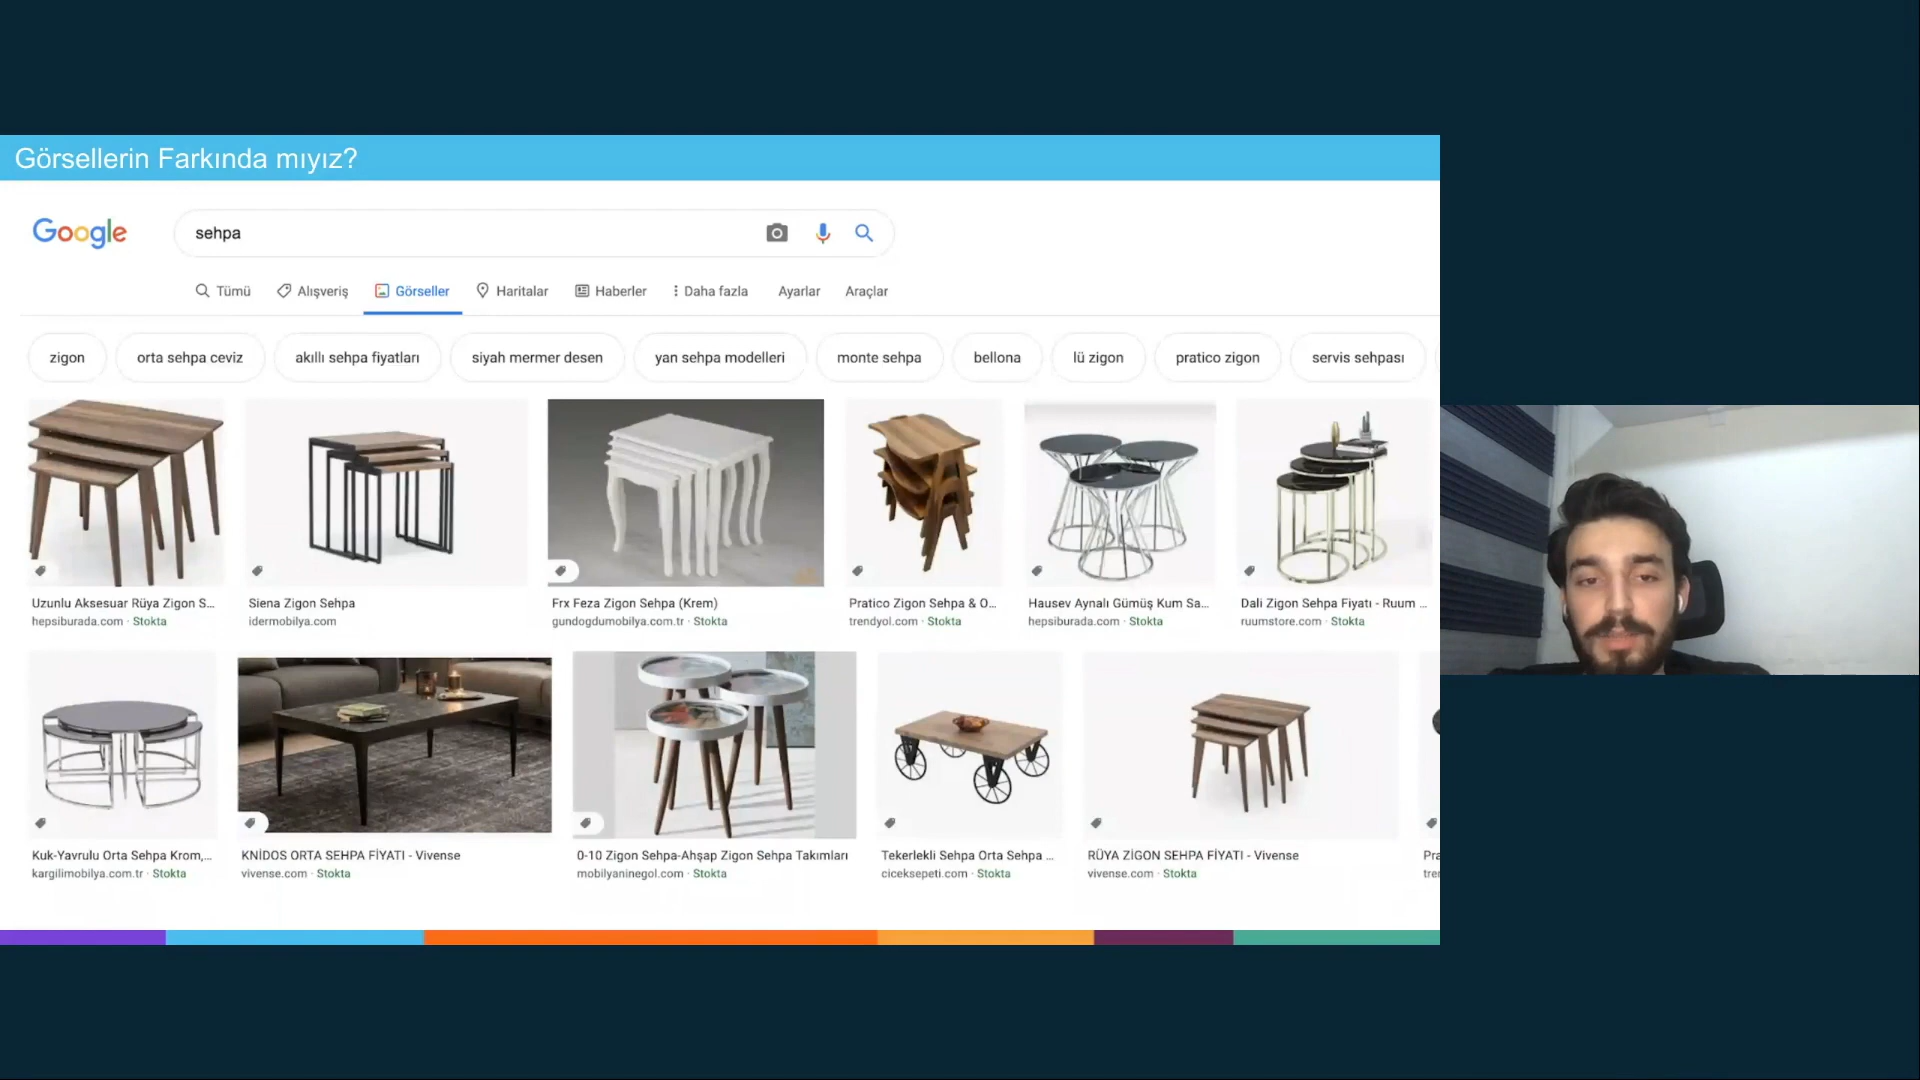 Görsellerin Farkında mıyız?
Google
sehpa
Tümü Alışveriş Görseller Haritalar Haberler Daha fazla Ayarlar Araçlar
zigon orta sehpa ceviz akıllı sehpa fiyatları siyah mermer desen yan sehpa modelleri monte sehpa bellona lü zigon pratico zigon servis sehpası
Uzunlu Aksesuar Rüya Zigon S...
hepsiburada.com · Stokta
Siena Zigon Sehpa
idermobilya.com
Frx Feza Zigon Sehpa (Krem)
gundogdumobilya.com.tr · Stokta
Pratico Zigon Sehpa & O...
trendyol.com · Stokta
Hausev Aynalı Gümüş Kum Sa...
hepsiburada.com · Stokta
Dali Zigon Sehpa Fiyatı - Ruum ...
ruumstore.com · Stokta
Kuk-Yavrulu Orta Sehpa Krom,...
kargilimobilya.com.tr · Stokta
KNİDOS ORTA SEHPA FİYATI - Vivense
vivense.com · Stokta
0-10 Zigon Sehpa-Ahşap Zigon Sehpa Takımları
mobilyaninegol.com · Stokta
Tekerlekli Sehpa Orta Sehpa ...
ciceksepeti.com · Stokta
RÜYA ZİGON SEHPA FİYATI - Vivense
vivense.com · Stokta
Pra
tre